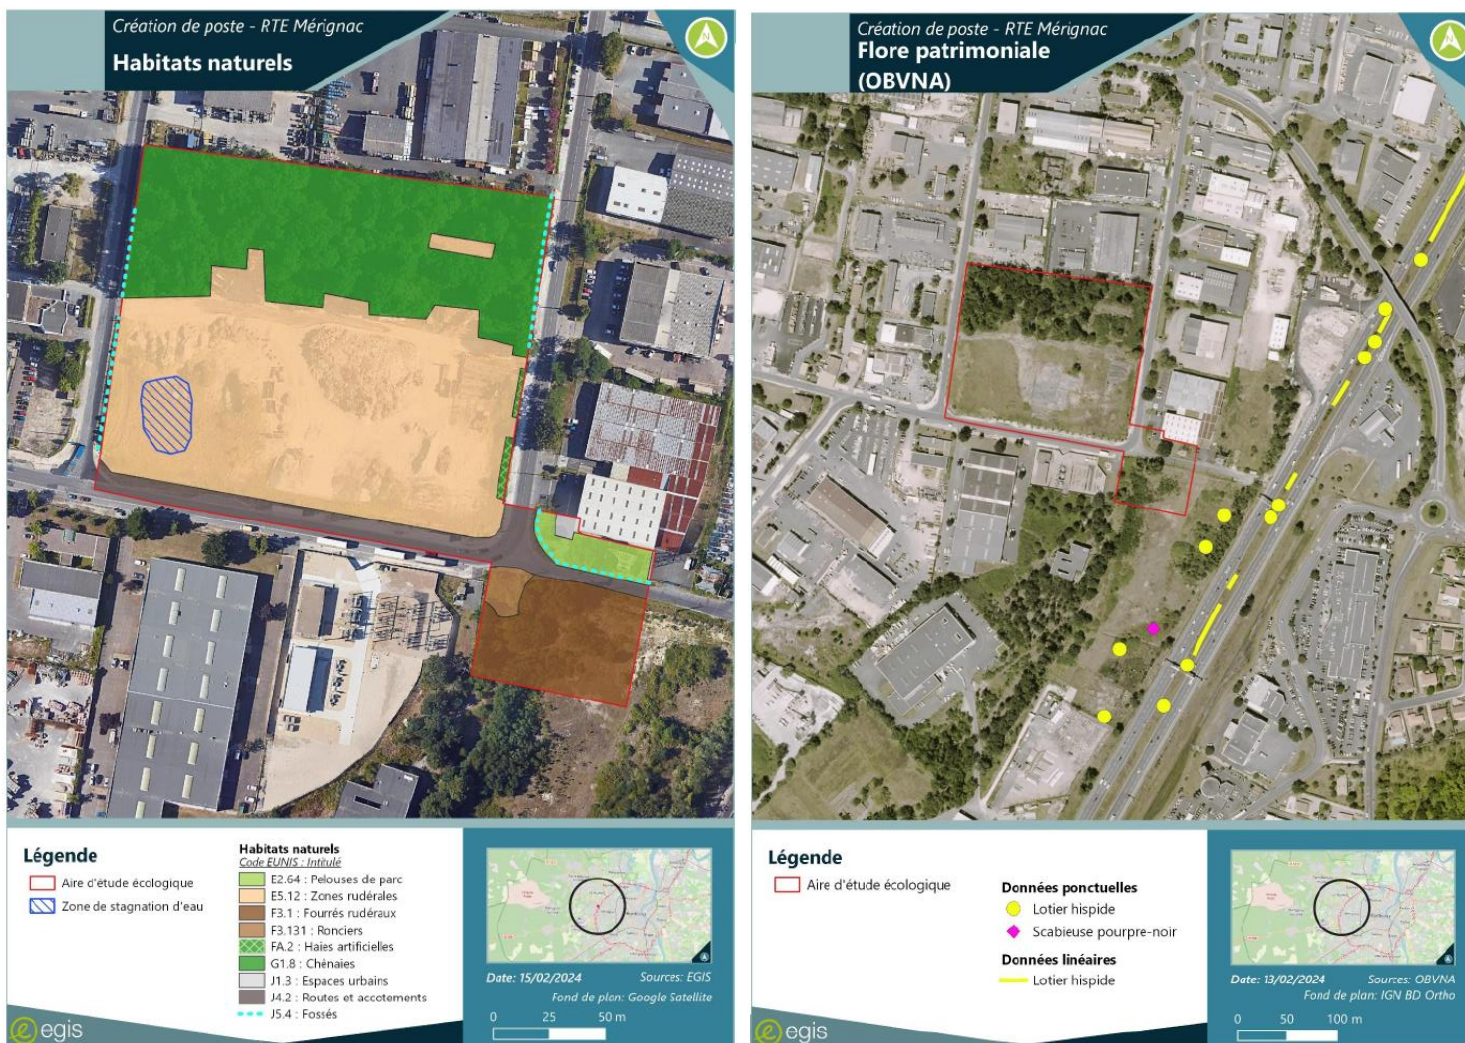 Création de poste - RTE Mérignac
Habitats naturels
N
Légende
Aire d'étude écologique
Zone de stagnation d'eau
Habitats naturels
Code EUNIS : Intitulé
E2.64 : Pelouses de parc
E5.12 : Zones rudérales
F3.1 : Fourrés rudéraux
F3.131 : Ronciers
FA.2 : Haies artificielles
G1.8 : Chênaies
J1.3 : Espaces urbains
J4.2 : Routes et accotements
J5.4 : Fossés
Date: 15/02/2024
Sources: EGIS
Fond de plan: Google Satellite
0 25 50 m
egis
Création de poste - RTE Mérignac
Flore patrimoniale
(OBVNA)
N
Légende
Aire d'étude écologique
Données ponctuelles
Lotier hispide
Scabieuse pourpre-noir
Données linéaires
Lotier hispide
Date: 13/02/2024
Sources: OBVNA
Fond de plan: IGN BD Ortho
0 50 100 m
egis